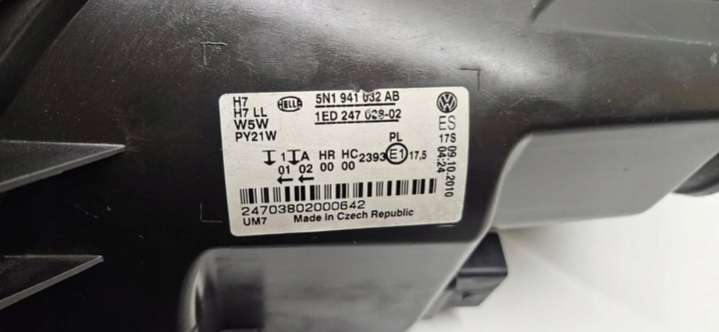 H7
H7 LL
W5W
PY21W
HELLA
5N1 941 032 AB
1ED 247 028-02
ES
17S
09.10.2010
04:24
PL
1 A HR HC 2393 E1 17,5
01 02 00 00
24703802000642
UM7 Made in Czech Republic